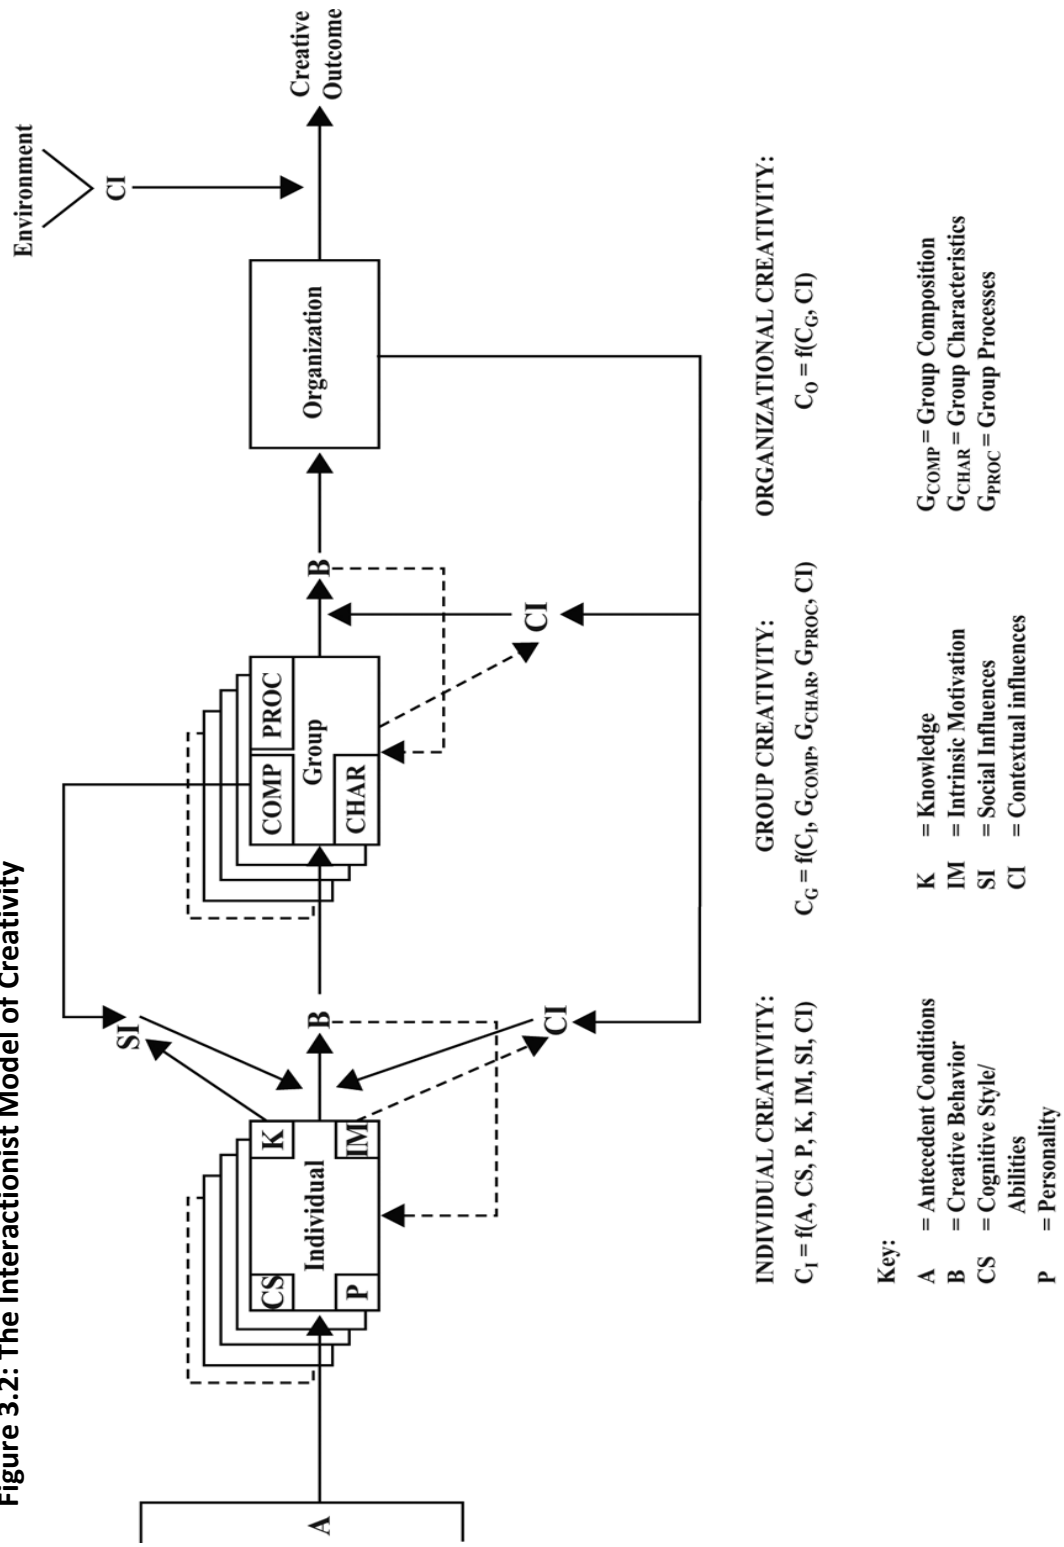 Figure 3.2: The Interactionist Model of Creativity
Environment
CI
SI
A
CS
K
Individual
P
IM
B
COMP
PROC
Group
CHAR
B
Organization
Creative
Outcome
CI
CI
INDIVIDUAL CREATIVITY:
C_I = f(A, CS, P, K, IM, SI, CI)
GROUP CREATIVITY:
C_G = f(C_I, G_COMP, G_CHAR, G_PROC, CI)
ORGANIZATIONAL CREATIVITY:
C_O = f(C_G, CI)
Key:
A = Antecedent Conditions
B = Creative Behavior
CS = Cognitive Style/
Abilities
P = Personality
K = Knowledge
IM = Intrinsic Motivation
SI = Social Influences
CI = Contextual influences
G_COMP = Group Composition
G_CHAR = Group Characteristics
G_PROC = Group Processes